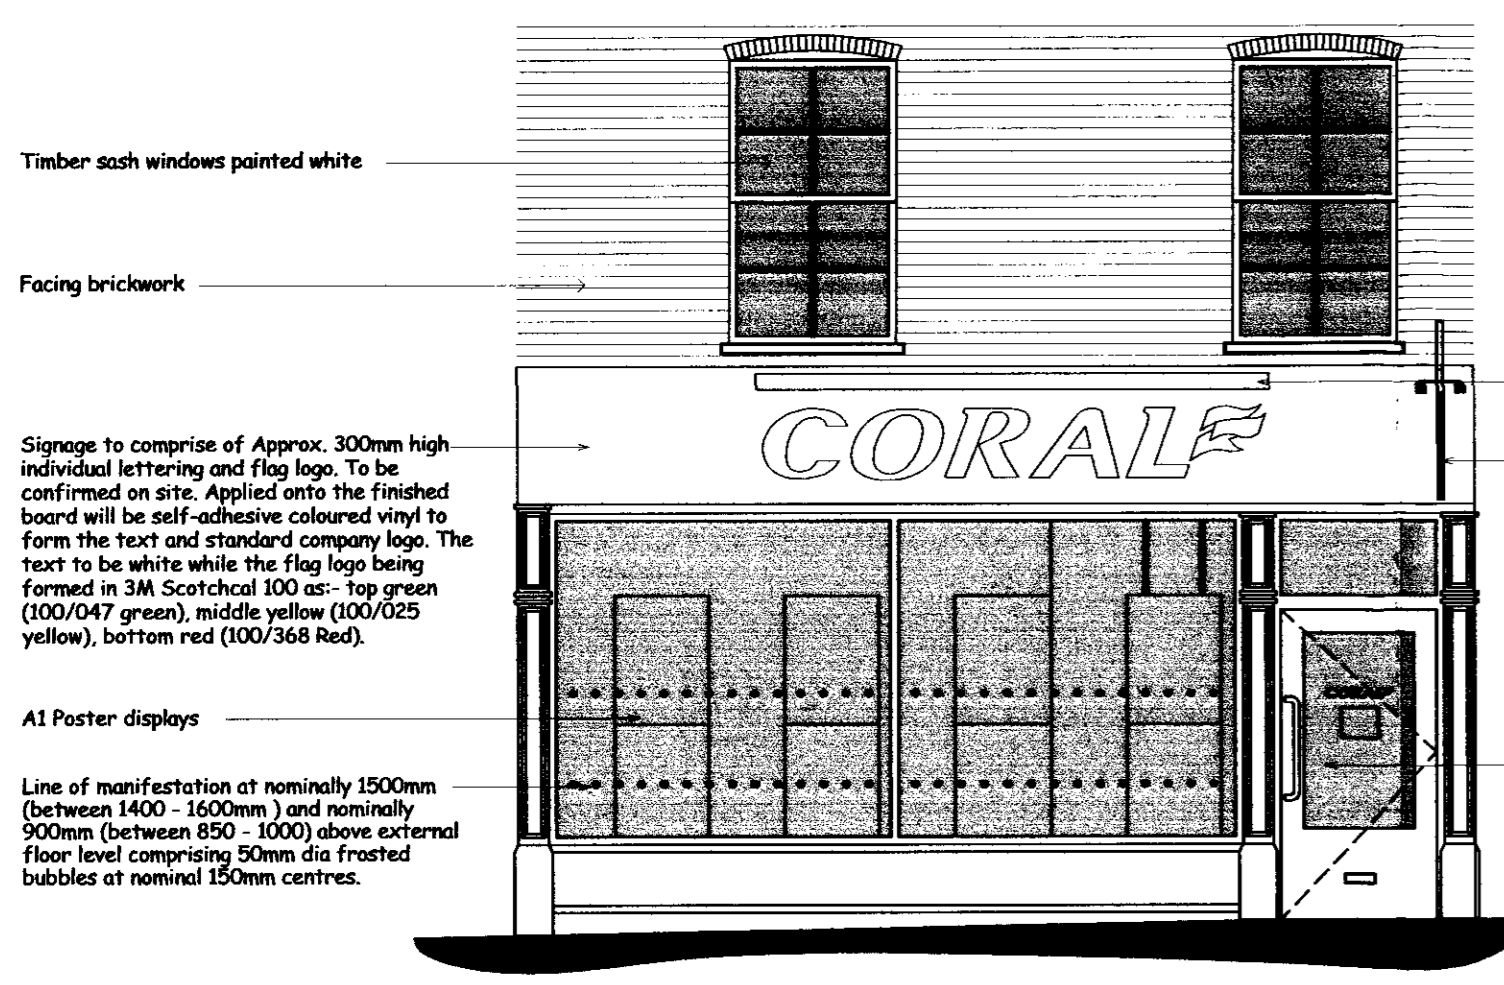 Timber sash windows painted white
Facing brickwork
CORAL
Signage to comprise of Approx. 300mm high
individual lettering and flag logo. To be
confirmed on site. Applied onto the finished
board will be self-adhesive coloured vinyl to
form the text and standard company logo. The
text to be white while the flag logo being
formed in 3M Scotchcal 100 as:- top green
(100/047 green), middle yellow (100/025
yellow), bottom red (100/368 Red).
CORAL
A1 Poster displays
Line of manifestation at nominally 1500mm
(between 1400 - 1600mm ) and nominally
900mm (between 850 - 1000) above external
floor level comprising 50mm dia frosted
bubbles at nominal 150mm centres.